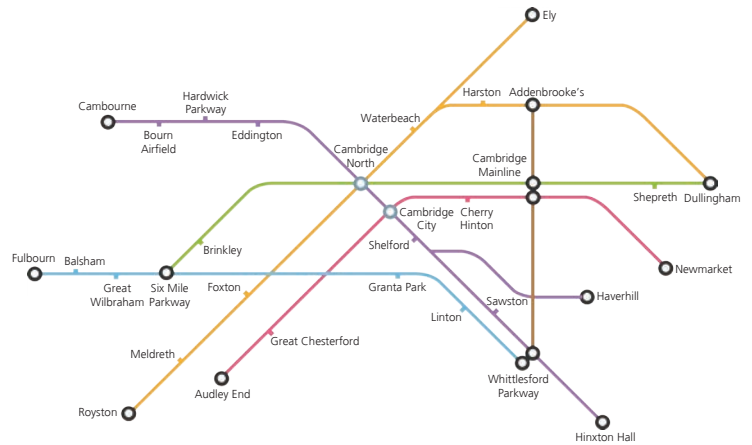 Ely
Hardwick
Parkway
Harston
Addenbrooke's
Cambourne
Waterbeach
Bourn
Airfield
Eddington
Cambridge
North
Cambridge
Mainline
Shepreth
Dullingham
Cambridge
City
Cherry
Hinton
Shelford
Brinkley
Fulbourn
Balsham
Great
Wilbraham
Six Mile
Parkway
Foxton
Granta Park
Newmarket
Sawston
Haverhill
Linton
Great Chesterford
Meldreth
Audley End
Whittlesford
Parkway
Royston
Hinxton Hall